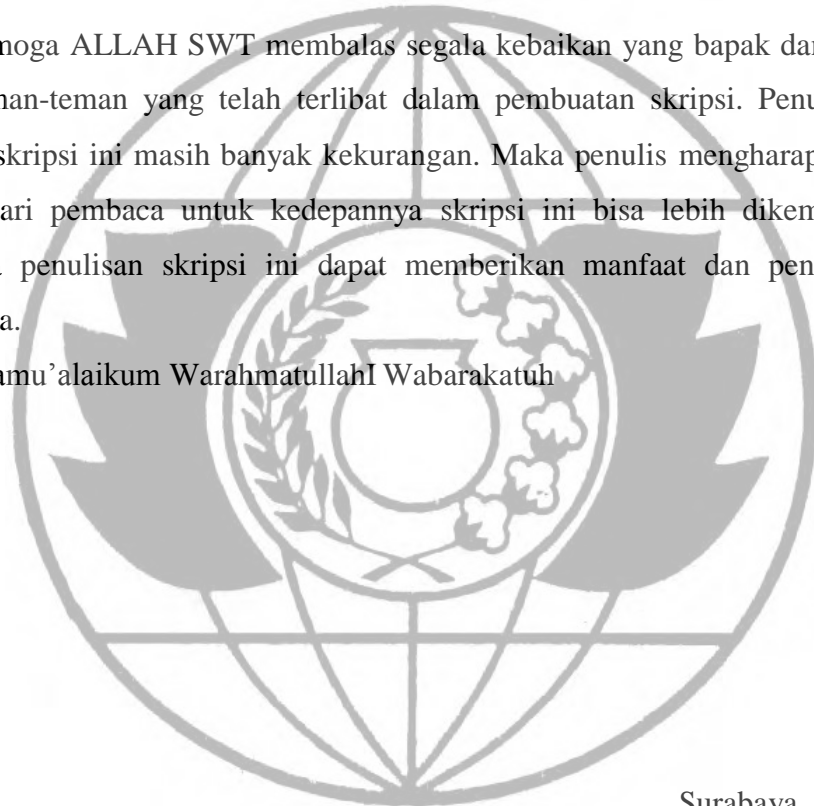 moga ALLAH SWT membalas segala kebaikan yang bapak dan
man-teman yang telah terlibat dalam pembuatan skripsi. Penu
skripsi ini masih banyak kekurangan. Maka penulis mengharap
ari pembaca untuk kedepannya skripsi ini bisa lebih dikem
penulisan skripsi ini dapat memberikan manfaat dan pen
a.
amu’alaikum WarahmatullahI Wabarakatuh
Surabaya